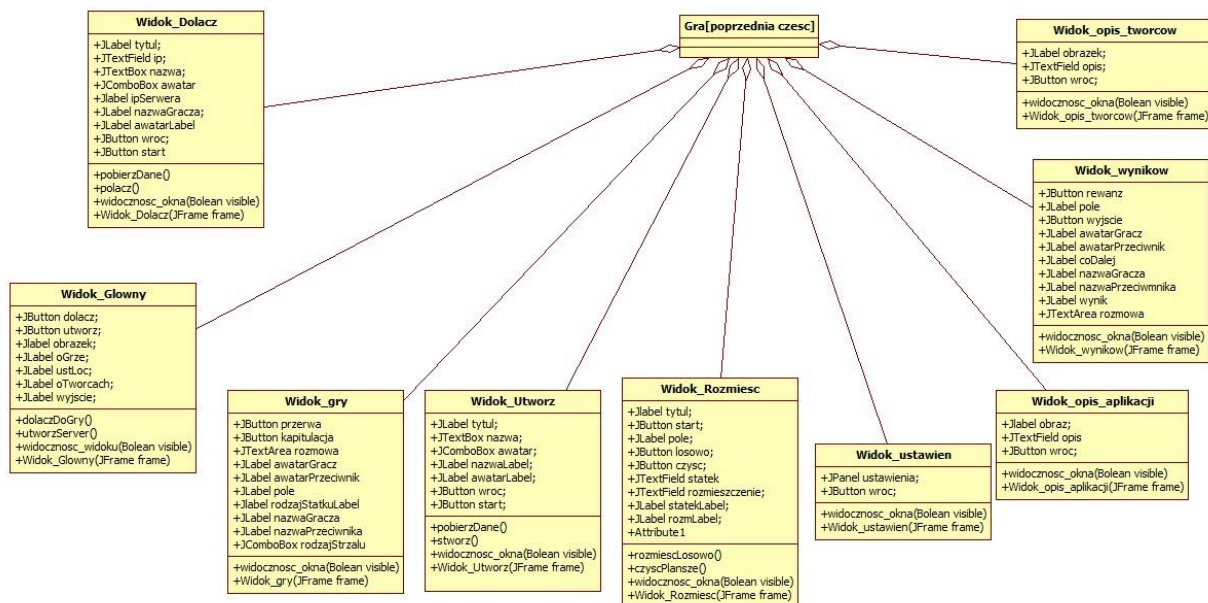 Widok_Dolacz
+JLabel tytul;
+JTextField ip;
+JTextBox nazwa;
+JComboBox awatar
+Jlabel ipSerwera
+JLabel nazwaGracza;
+JLabel awatarLabel
+JButton wroc;
+JButton start
+pobierzDane()
+polacz()
+widocznosc_okna(Bolean visible)
+Widok_Dolacz(JFrame frame)
Gra[poprzednia czesc]
Widok_opis_tworcow
+JLabel obrazek;
+JTextField opis;
+JButton wroc;
+widocznosc_okna(Bolean visible)
+Widok_opis_tworcow(JFrame frame)
Widok_wynikow
+JButton rewanz
+JLabel pole
+JButton wyjscie
+JLabel awatarGracz
+JLabel awatarPrzeciwnik
+JLabel coDalej
+JLabel nazwaGracza
+JLabel nazwaPrzeciwmnika
+JLabel wynik
+JTextArea rozmowa
+widocznosc_okna(Bolean visible)
+Widok_wynikow(JFrame frame)
Widok_Glowny
+JButton dolacz;
+JButton utworz;
+Jlabel obrazek;
+JLabel oGrze;
+JLabel ustLoc;
+JLabel oTworcach;
+JLabel wyjscie;
+dolaczDoGry()
+utworzServer()
+widocznosc_widoku(Bolean visible)
+Widok_Glowny(JFrame frame)
Widok_gry
+JButton przerwa
+JButton kapitulacja
+JTextArea rozmowa
+JLabel awatarGracz
+JLabel awatarPrzeciwnik
+JLabel pole
+Jlabel rodzajStatkuLabel
+JLabel nazwaGracza
+JLabel nazwaPrzeciwnika
+JComboBox rodzajStrzalu
+widocznosc_okna(Bolean visible)
+Widok_gry(JFrame frame)
Widok_Utworz
+JLabel tytul;
+JTextBox nazwa;
+JComboBox awatar;
+JLabel nazwaLabel;
+JLabel awatarLabel;
+JButton wroc;
+JButton start;
+pobierzDane()
+stworz()
+widocznosc_okna(Bolean visible)
+Widok_Utworz(JFrame frame)
Widok_Rozmiesc
+Jlabel tytul;
+JButton start;
+JLabel pole;
+JButton losowo;
+JButton czysc;
+JTextField statek
+JTextField rozmieszczenie;
+JLabel statekLabel;
+JLabel rozmLabel;
+Attribute1
+rozmiescLosowo()
+czyscPlansze()
+widocznosc_okna(Bolean visible)
+Widok_Rozmiesc(JFrame frame)
Widok_ustawien
+JPanel ustawienia;
+JButton wroc;
+widocznosc_okna(Bolean visible)
+Widok_ustawien(JFrame frame)
Widok_opis_aplikacji
+Jlabel obraz;
+JTextField opis
+JButton wroc;
+widocznosc_okna(Bolean visible)
+Widok_opis_aplikacji(JFrame frame)